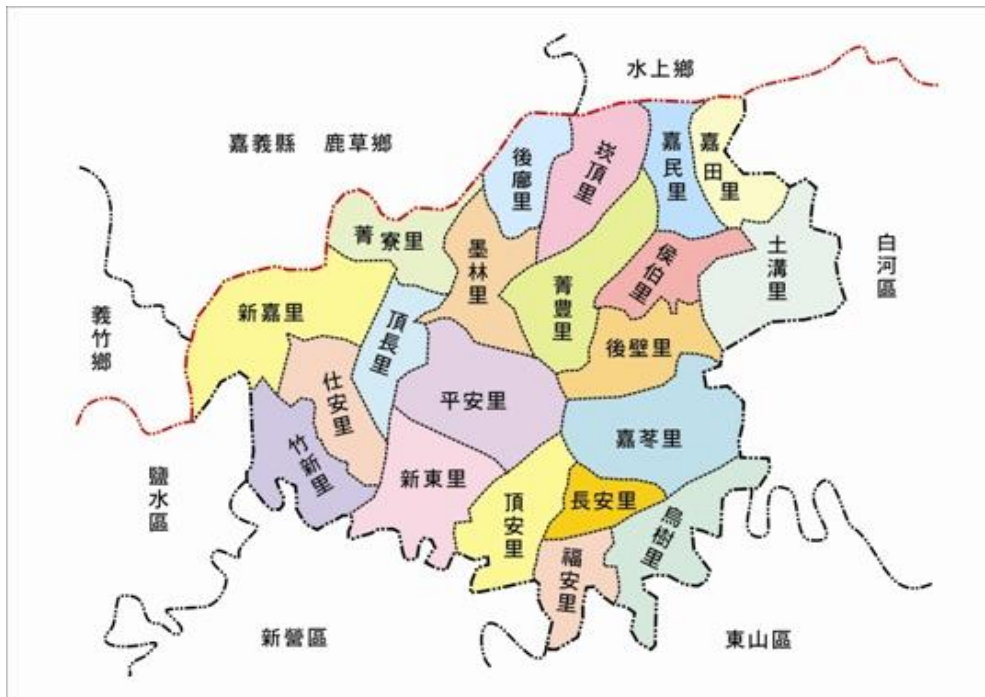 水上鄉
嘉義縣 鹿草鄉
後廍里
崁頂里
嘉民里
嘉田里
菁寮里
墨林里
菁豐里
侯伯里
土溝里
白河區
義竹鄉
新嘉里
頂長里
後壁里
仕安里
平安里
嘉苳里
竹新里
新東里
頂安里
長安里
烏樹里
福安里
鹽水區
新營區
東山區